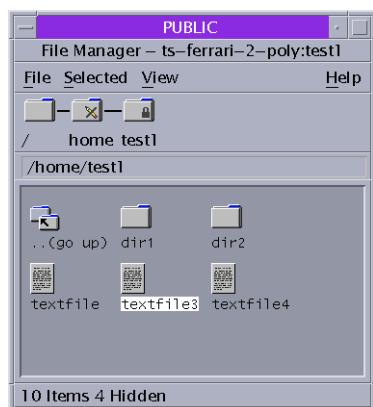 PUBLIC
File Manager – ts–ferrari–2–poly:test1
File Selected View Help
/ home test1
/home/test1
..(go up) dir1 dir2
textfile textfile3 textfile4
10 Items 4 Hidden